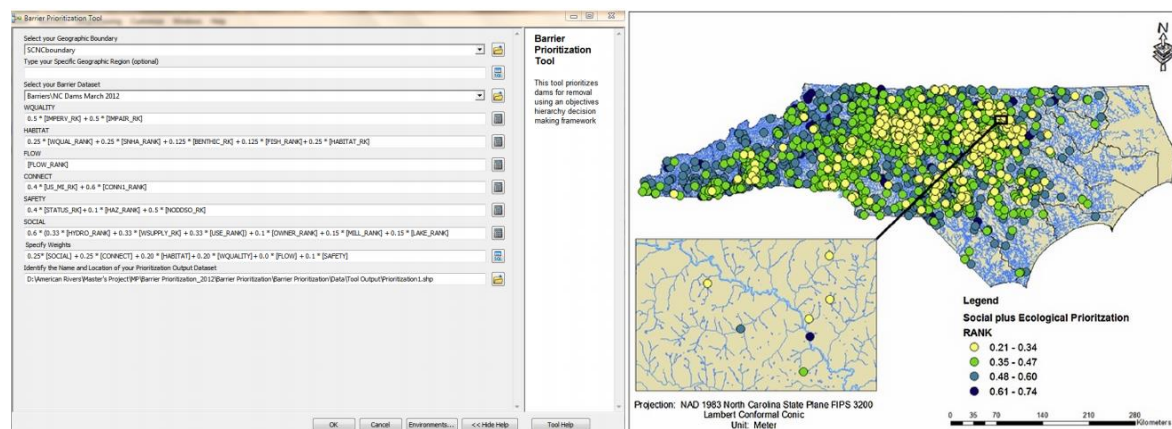 Barrier Prioritization Tool
Customize Windows Help
Select your Geographic Boundary
SCNCboundary
Type your Specific Geographic Region (optional)
Select your Barrier Dataset
Barriers\NC Dams March 2012
WQUALITY
0.5 * [IMPERV_RK] + 0.5 * [IMPAIR_RK]
HABITAT
0.25 * [WQUAL_RANK] + 0.25 * [SNHA_RANK] + 0.125 * [BENTHIC_RK] + 0.125 * [FISH_RANK]+ 0.25 * [HABITAT_RK]
FLOW
[FLOW_RANK]
CONNECT
0.4 * [US_MI_RK] + 0.6 * [CONN1_RANK]
SAFETY
0.4 * [STATUS_RK]+ 0.1 * [HAZ_RANK] + 0.5 * [NODDSO_RK]
SOCIAL
0.6 * (0.33 * [HYDRO_RANK] + 0.33 * [WSUPPLY_RK] + 0.33 * [USE_RANK]) + 0.1 * [OWNER_RANK] + 0.15 * [MILL_RANK] + 0.15 * [LAKE_RANK]
Specify Weights
0.25* [SOCIAL] + 0.25 * [CONNECT] + 0.20 * [HABITAT]+ 0.20 * [WQUALITY]+ 0.0 * [FLOW] + 0.1 * [SAFETY]
Identify the Name and Location of your Prioritization Output Dataset
D:\American Rivers\Master's Project\MP\Barrier Prioritization_2012\Barrier Prioritization\Barrier Prioritization\Data\Tool Output\Prioritization1.shp
OK
Cancel
Environments...
<< Hide Help
Tool Help
Barrier
Prioritization
Tool
This tool prioritizes
dams for removal
using an objectives
hierarchy decision
making framework
N
Legend
Social plus Ecological Prioritzation
RANK
0.21 - 0.34
0.35 - 0.47
0.48 - 0.60
0.61 - 0.74
Projection: NAD 1983 North Carolina State Plane FIPS 3200
Lambert Conformal Conic
Unit: Meter
0 35 70 140 210 280
Kilometers